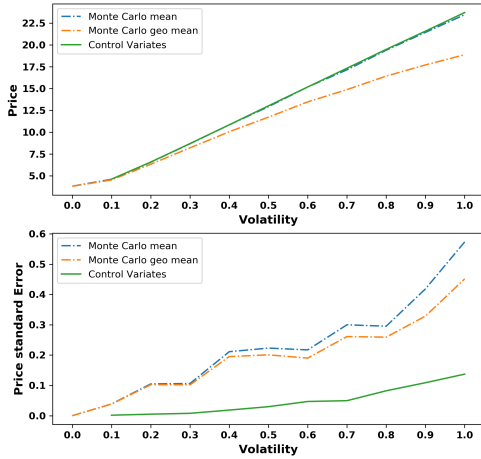 22.5
20.0
17.5
15.0
12.5
10.0
7.5
5.0
Price
Monte Carlo mean
Monte Carlo geo mean
Control Variates
0.0 0.1 0.2 0.3 0.4 0.5 0.6 0.7 0.8 0.9 1.0
Volatility
0.6
0.5
0.4
0.3
0.2
0.1
0.0
Price standard Error
Monte Carlo mean
Monte Carlo geo mean
Control Variates
0.0 0.1 0.2 0.3 0.4 0.5 0.6 0.7 0.8 0.9 1.0
Volatility